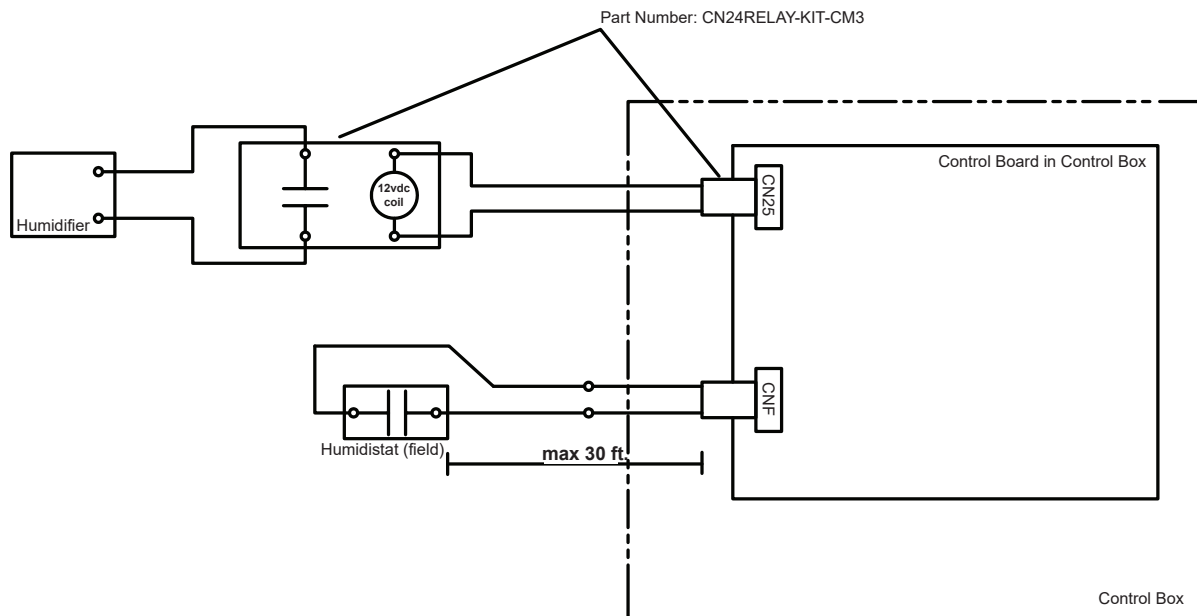 Part Number: CN24RELAY-KIT-CM3
Control Board in Control Box
CN25
12vdc
coil
Humidifier
CNF
Humidistat (field)
max 30 ft.
Control Box